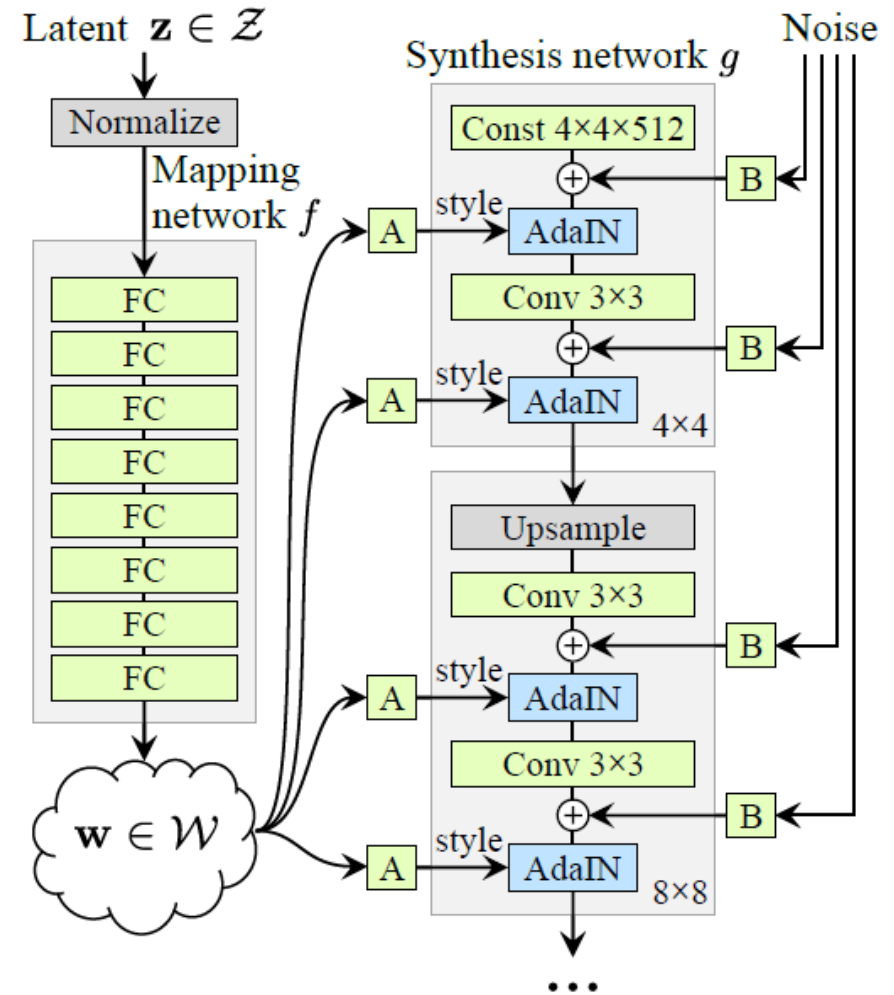 Latent z ∈ 𝒵
Normalize
Mapping
network f
FC
FC
FC
FC
FC
FC
FC
FC
w ∈ 𝒲
Synthesis network g
Noise
Const 4×4×512
B
A
style
AdaIN
Conv 3×3
B
A
style
AdaIN
4×4
Upsample
Conv 3×3
B
A
style
AdaIN
Conv 3×3
B
A
style
AdaIN
8×8
...